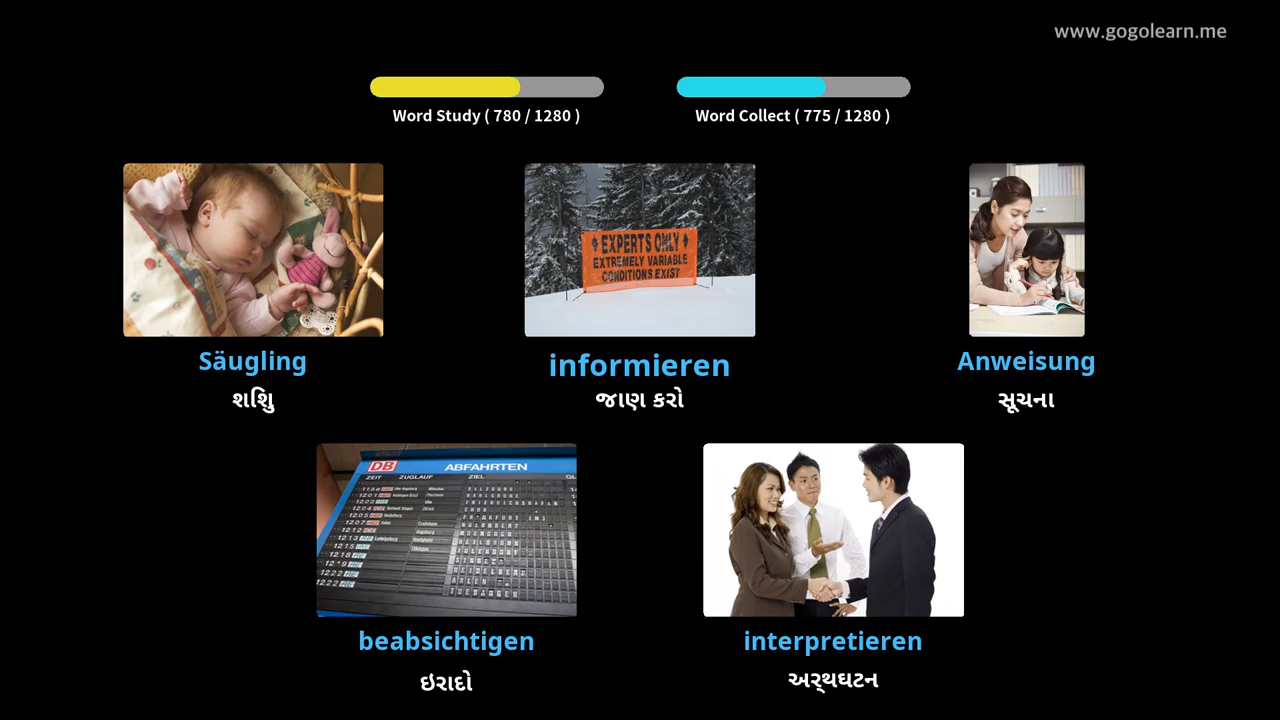 www.gogolearn.me
Word Study ( 780 / 1280 )
Word Collect ( 775 / 1280 )
EXPERTS ONLY
EXTREMELY VARIABLE
CONDITIONS EXIST
Säugling
શિશુ
informieren
જાણ કરો
Anweisung
સૂચના
DB
ABFAHRTEN
ZEIT ZUGLAUF ZIEL
beabsichtigen
ઇરાદો
interpretieren
અર્થઘટન